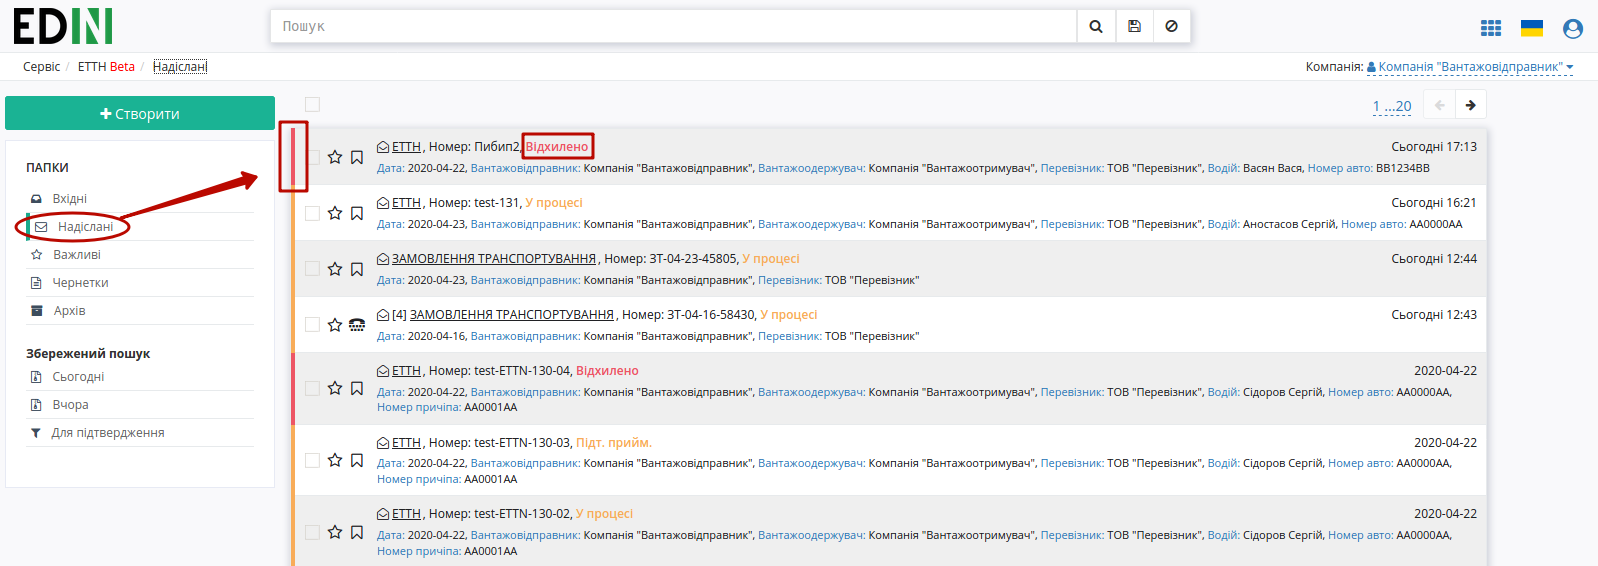 EDIN
Пошук
Сервіс / ЕТТН Beta / Надіслані
Компанія: Компанія "Вантажовідправник"
Створити
1 ...20
ПАПКИ
Вхідні
Надіслані
Важливі
Чернетки
Архів
Збережений пошук
Сьогодні
Вчора
Для підтвердження
ЕТТН , Номер: Пибип2, Відхилено Сьогодні 17:13
Дата: 2020-04-22, Вантажовідправник: Компанія "Вантажовідправник", Вантажоодержувач: Компанія "Вантажоотримувач", Перевізник: ТОВ "Перевізник", Водій: Васян Вася, Номер авто: ВВ1234ВВ
ЕТТН , Номер: test-131, У процесі Сьогодні 16:21
Дата: 2020-04-23, Вантажовідправник: Компанія "Вантажовідправник", Вантажоодержувач: Компанія "Вантажоотримувач", Перевізник: ТОВ "Перевізник", Водій: Аностасов Сергій, Номер авто: АА0000АА
ЗАМОВЛЕННЯ ТРАНСПОРТУВАННЯ , Номер: ЗТ-04-23-45805, У процесі Сьогодні 12:44
Дата: 2020-04-23, Вантажовідправник: Компанія "Вантажовідправник", Перевізник: ТОВ "Перевізник"
[4] ЗАМОВЛЕННЯ ТРАНСПОРТУВАННЯ , Номер: ЗТ-04-16-58430, У процесі Сьогодні 12:43
Дата: 2020-04-16, Вантажовідправник: Компанія "Вантажовідправник", Перевізник: ТОВ "Перевізник"
ЕТТН , Номер: test-ETTN-130-04, Відхилено 2020-04-22
Дата: 2020-04-22, Вантажовідправник: Компанія "Вантажовідправник", Вантажоодержувач: Компанія "Вантажоотримувач", Перевізник: ТОВ "Перевізник", Водій: Сідоров Сергій, Номер авто: АА0000АА,
Номер причіпа: АА0001АА
ЕТТН , Номер: test-ETTN-130-03, Підт. прийм. 2020-04-22
Дата: 2020-04-22, Вантажовідправник: Компанія "Вантажовідправник", Вантажоодержувач: Компанія "Вантажоотримувач", Перевізник: ТОВ "Перевізник", Водій: Сідоров Сергій, Номер авто: АА0000АА,
Номер причіпа: АА0001АА
ЕТТН , Номер: test-ETTN-130-02, У процесі 2020-04-22
Дата: 2020-04-22, Вантажовідправник: Компанія "Вантажовідправник", Вантажоодержувач: Компанія "Вантажоотримувач", Перевізник: ТОВ "Перевізник", Водій: Сідоров Сергій, Номер авто: АА0000АА,
Номер причіпа: АА0001АА